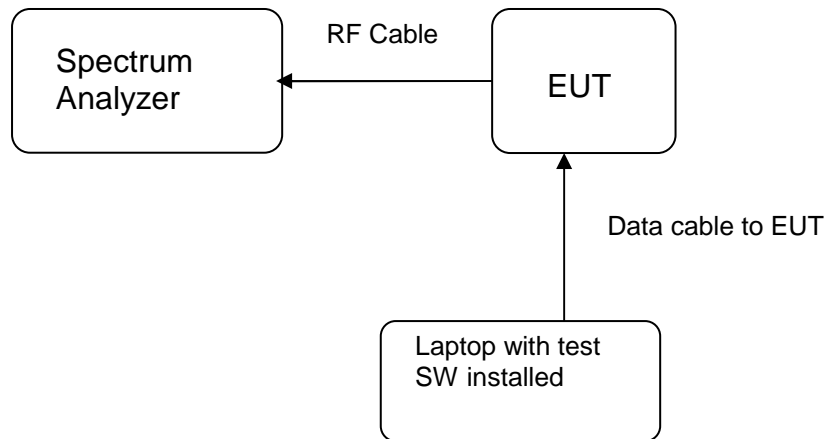 RF Cable
Spectrum
Analyzer
EUT
Data cable to EUT
Laptop with test
SW installed